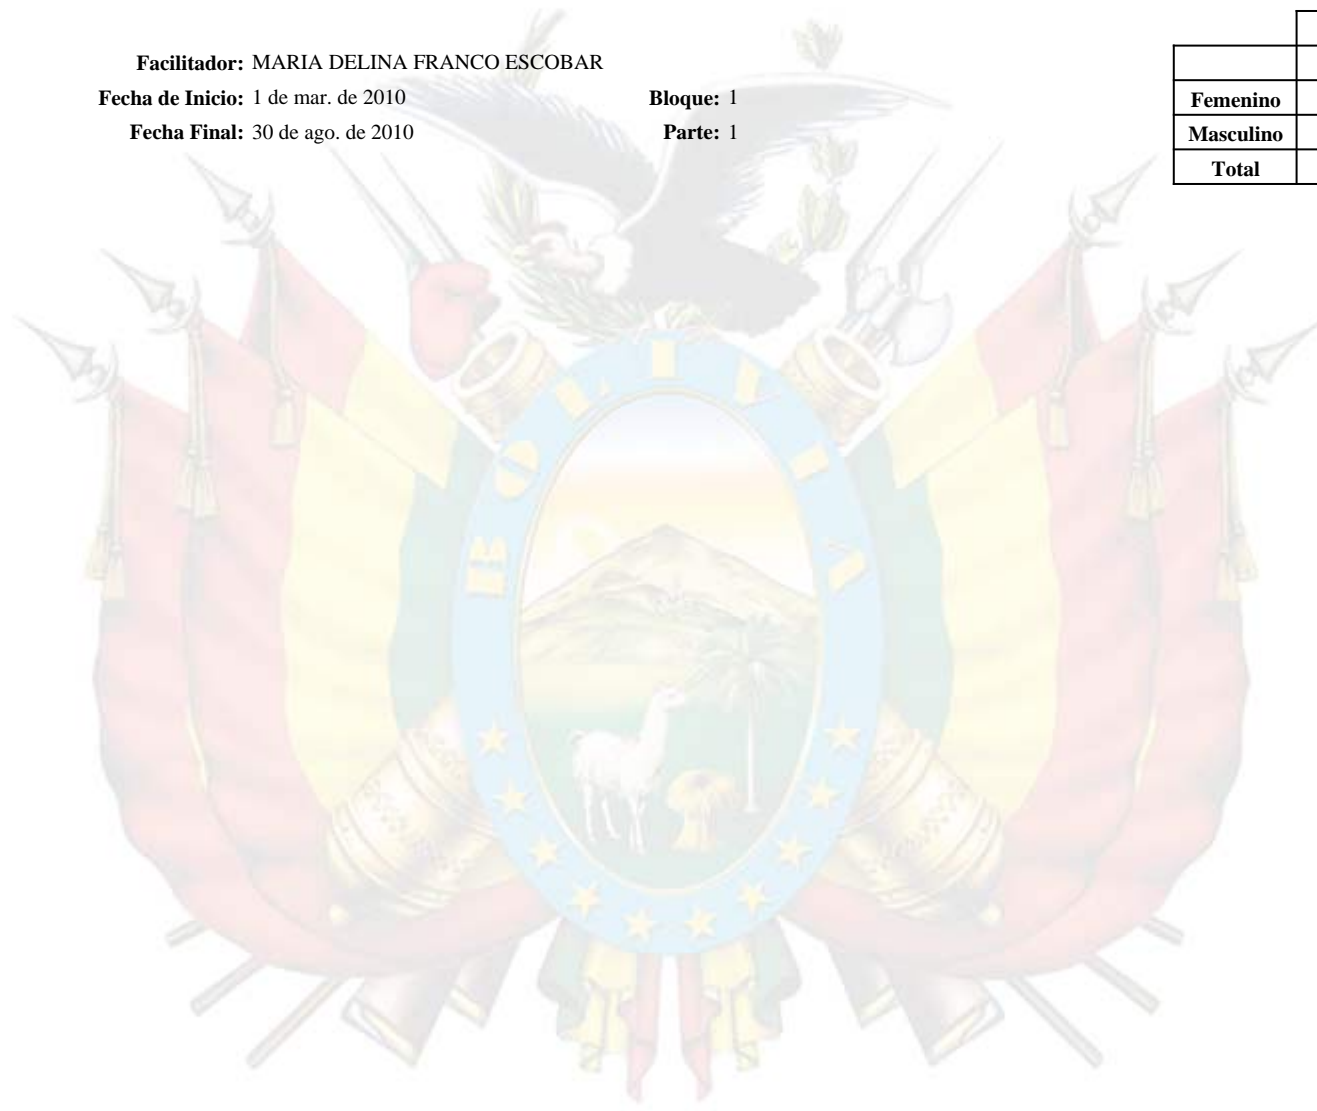 Facilitador: MARIA DELINA FRANCO ESCOBAR
Fecha de Inicio: 1 de mar. de 2010 Bloque: 1
Fecha Final: 30 de ago. de 2010 Parte: 1
Femenino
Masculino
Total
BOLIVIA